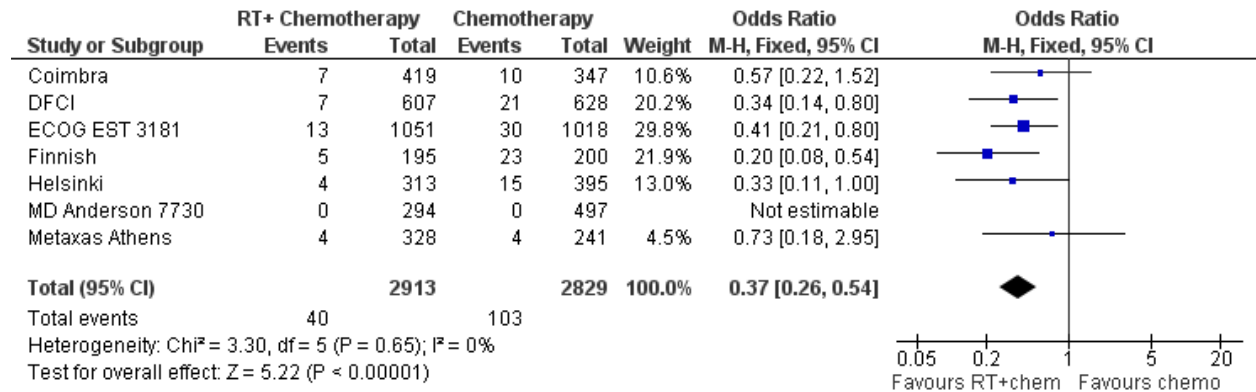 RT+ Chemotherapy Chemotherapy Odds Ratio Odds Ratio
Study or Subgroup Events Total Events Total Weight M-H, Fixed, 95% CI M-H, Fixed, 95% CI
Coimbra 7 419 10 347 10.6% 0.57 [0.22, 1.52]
DFCI 7 607 21 628 20.2% 0.34 [0.14, 0.80]
ECOG EST 3181 13 1051 30 1018 29.8% 0.41 [0.21, 0.80]
Finnish 5 195 23 200 21.9% 0.20 [0.08, 0.54]
Helsinki 4 313 15 395 13.0% 0.33 [0.11, 1.00]
MD Anderson 7730 0 294 0 497 Not estimable
Metaxas Athens 4 328 4 241 4.5% 0.73 [0.18, 2.95]
Total (95% CI) 2913 2829 100.0% 0.37 [0.26, 0.54]
Total events 40 103
Heterogeneity: Chi² = 3.30, df = 5 (P = 0.65); I² = 0%
Test for overall effect: Z = 5.22 (P < 0.00001)
0.05 0.2 1 5 20
Favours RT+chem Favours chemo